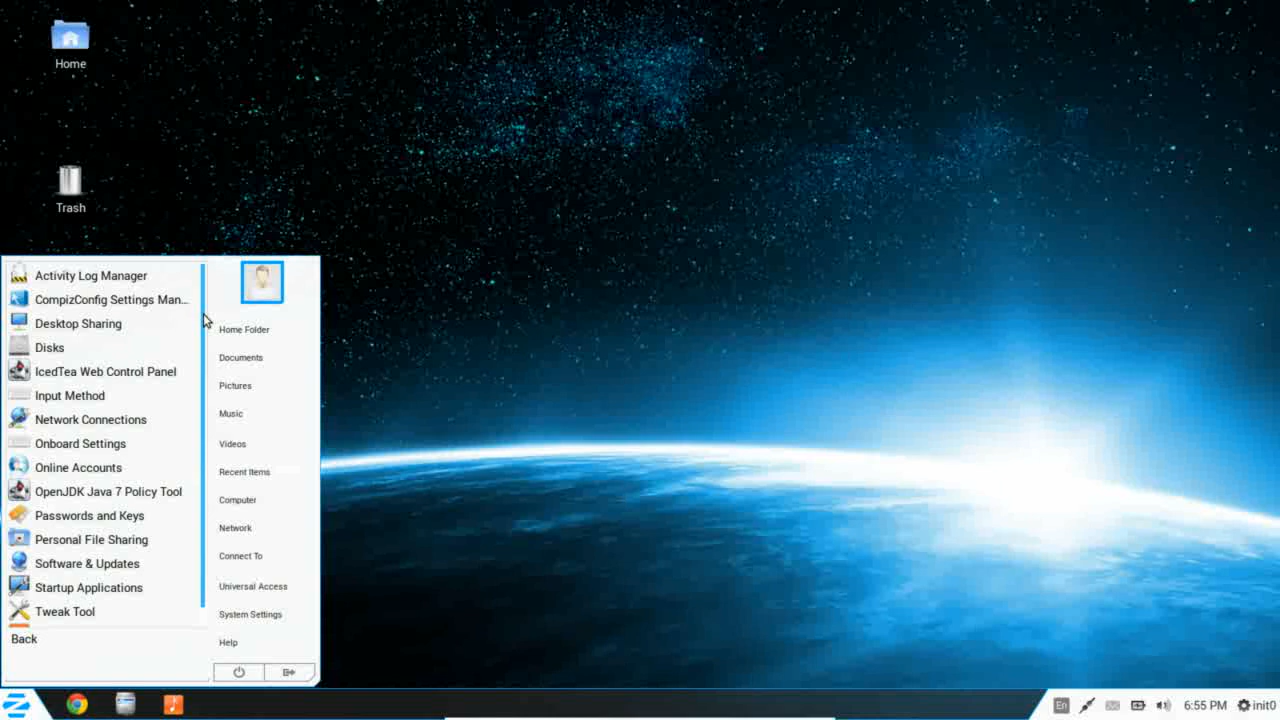 Home
Trash
Activity Log Manager
CompizConfig Settings Man...
Desktop Sharing
Disks
IcedTea Web Control Panel
Input Method
Network Connections
Onboard Settings
Online Accounts
OpenJDK Java 7 Policy Tool
Passwords and Keys
Personal File Sharing
Software & Updates
Startup Applications
Tweak Tool
Back
Home Folder
Documents
Pictures
Music
Videos
Recent Items
Computer
Network
Connect To
Universal Access
System Settings
Help
En
6:55 PM
init0